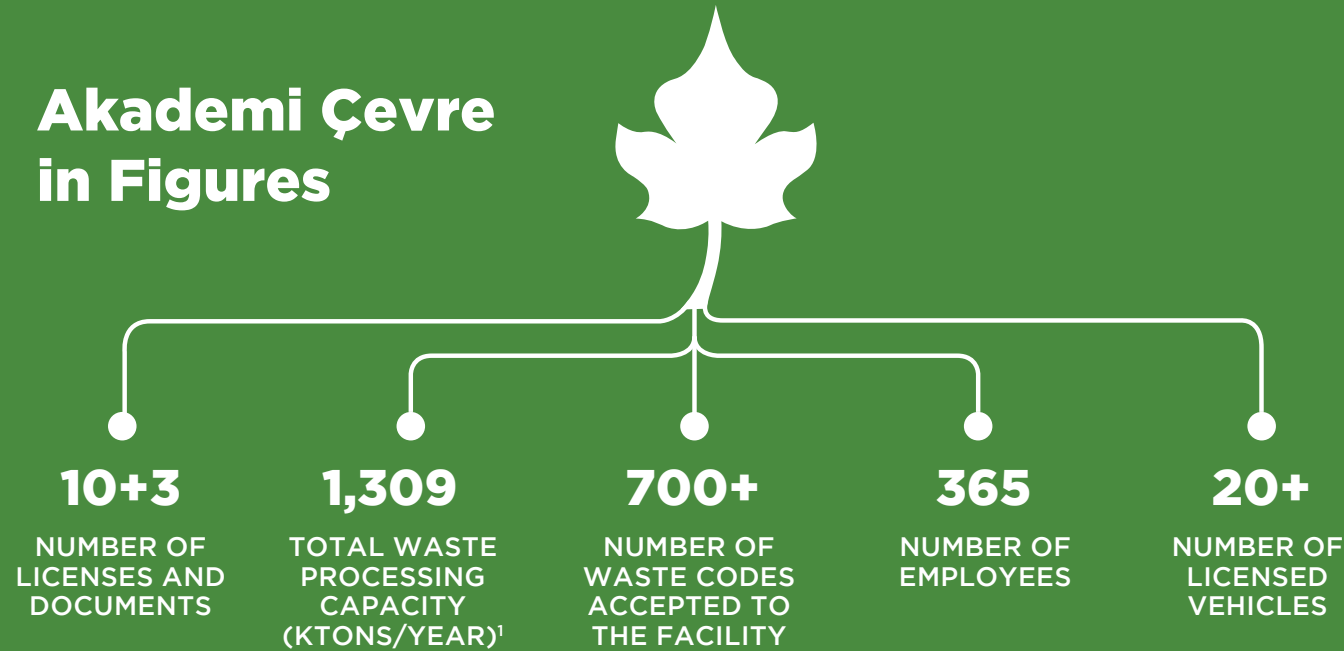 Akademi Çevre
in Figures
10+3
NUMBER OF
LICENSES AND
DOCUMENTS
1,309
TOTAL WASTE
PROCESSING
CAPACITY
(KTONS/YEAR)¹
700+
NUMBER OF
WASTE CODES
ACCEPTED TO
THE FACILITY
365
NUMBER OF
EMPLOYEES
20+
NUMBER OF
LICENSED
VEHICLES